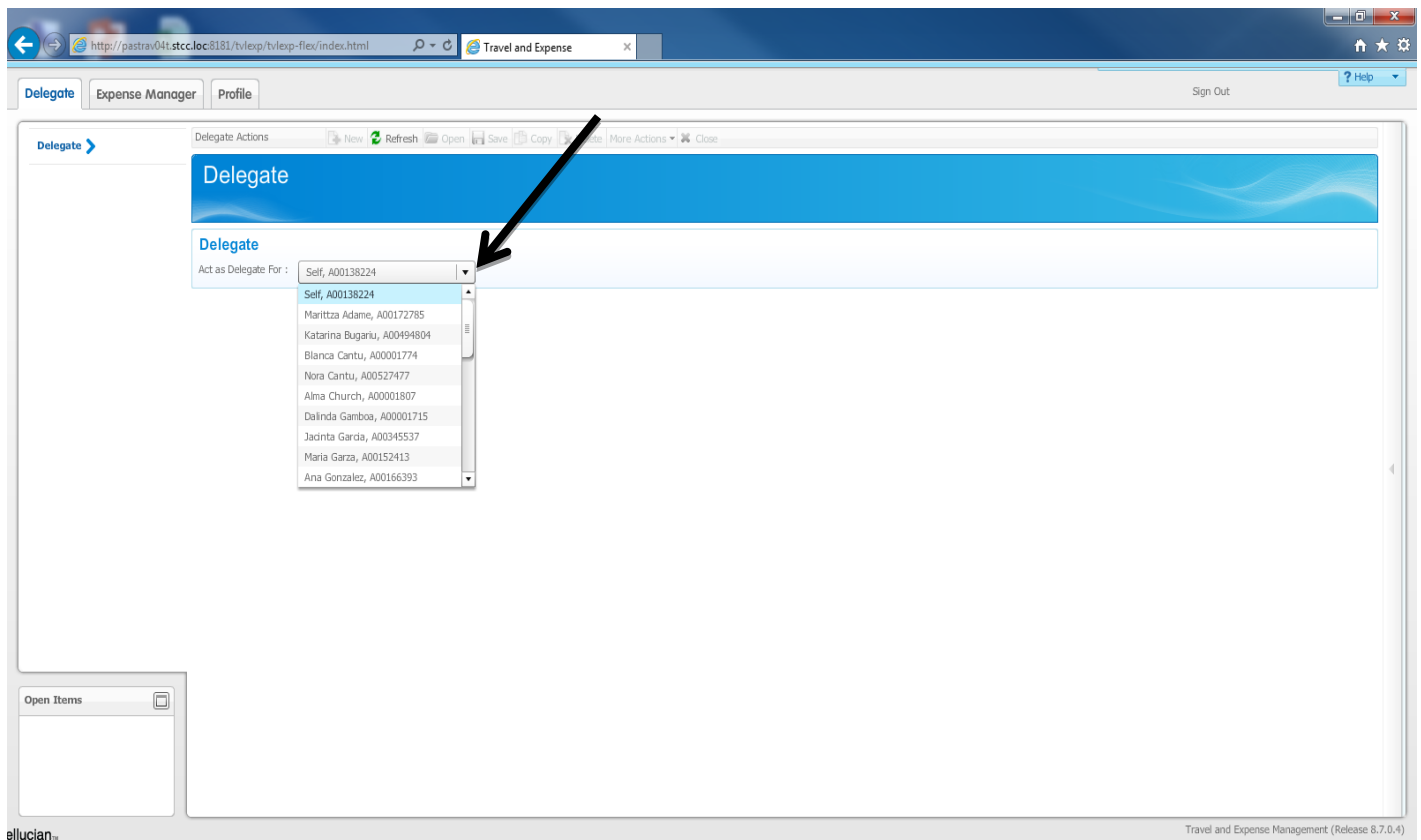 http://pastrav04t.stcc.loc:8181/tvlexp/tvlexp-flex/index.html
Travel and Expense
Delegate
Expense Manager
Profile
Sign Out
? Help
Delegate
Delegate Actions
New
Refresh
Open
Save
Copy
More Actions
Close
Delegate
Delegate
Act as Delegate For :
Self, A00138224
Self, A00138224
Marittza Adame, A00172785
Katarina Bugariu, A00494804
Blanca Cantu, A00001774
Nora Cantu, A00527477
Alma Church, A00001807
Dalinda Gamboa, A00001715
Jacinta Garcia, A00345537
Maria Garza, A00152413
Ana Gonzalez, A00166393
Open Items
ellucian™
Travel and Expense Management (Release 8.7.0.4)